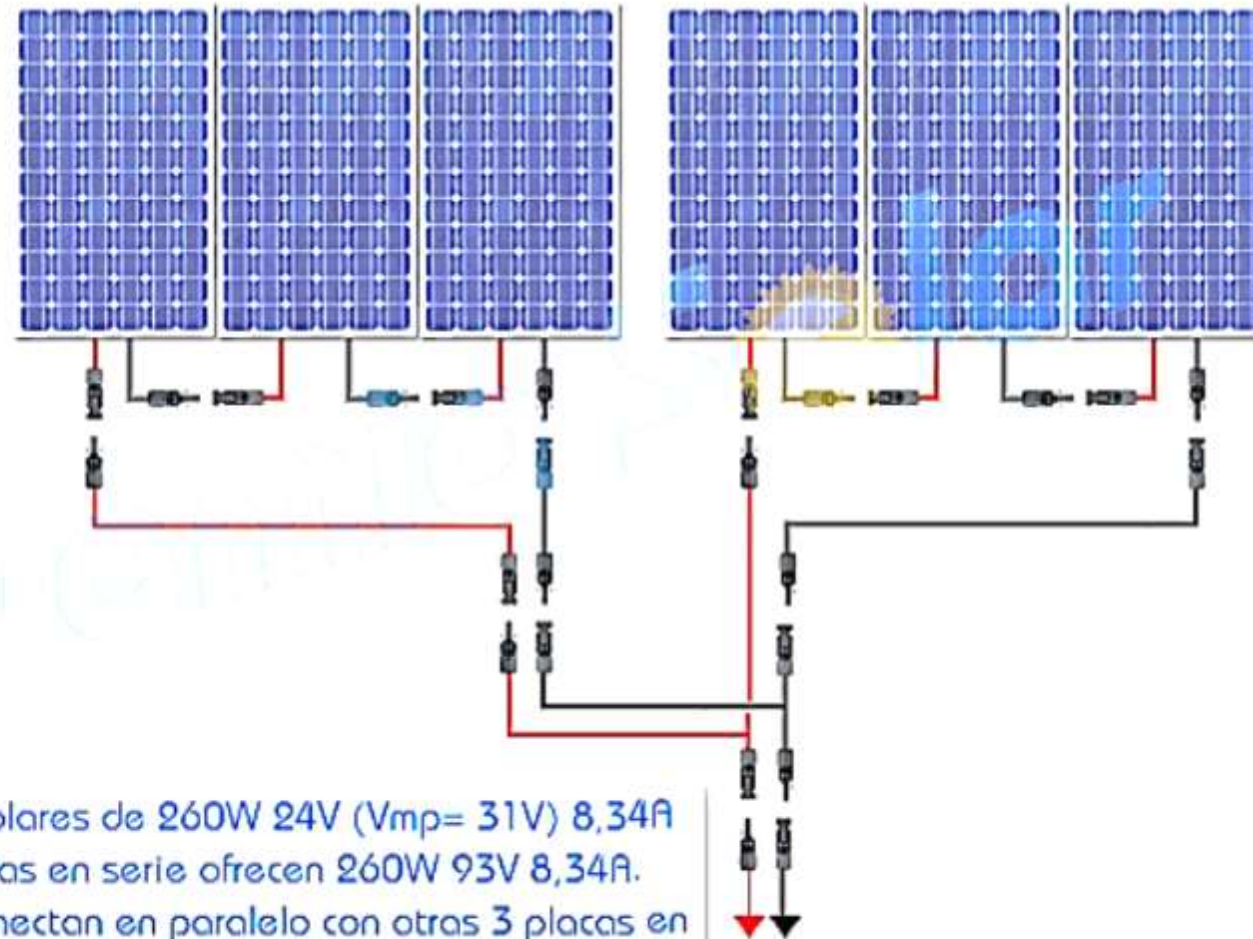 olares de 260W 24V (Vmp= 31V) 8,34A
as en serie ofrecen 260W 93V 8,34A.
nectan en paralelo con otras 3 placas en